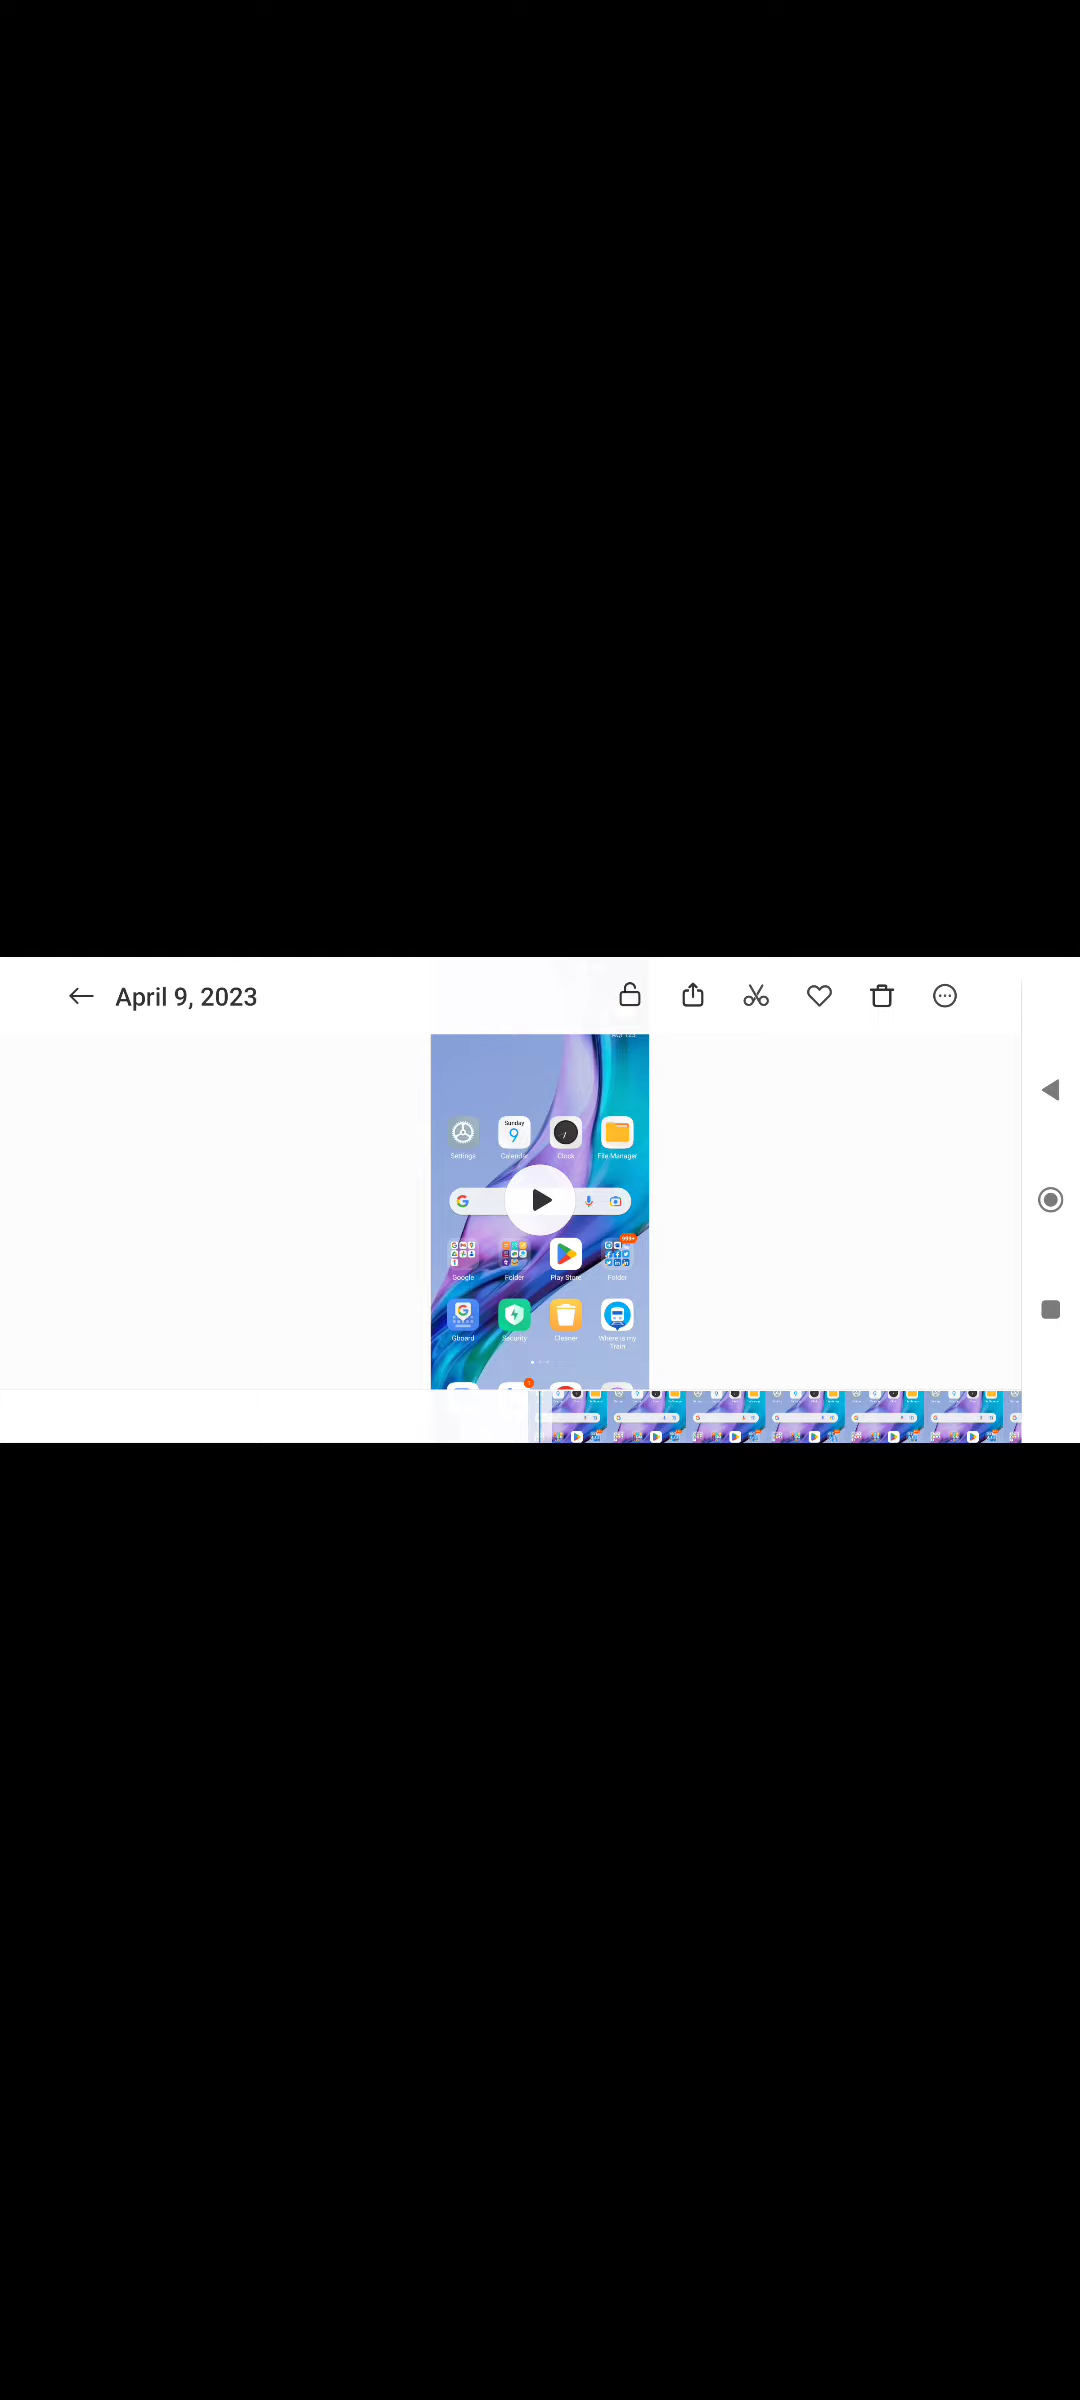 April 9, 2023
Sunday
9
Settings
Calendar
Clock
File Manager
999+
Google
Folder
Play Store
Folder
Gboard
Security
Cleaner
Where is my
Train